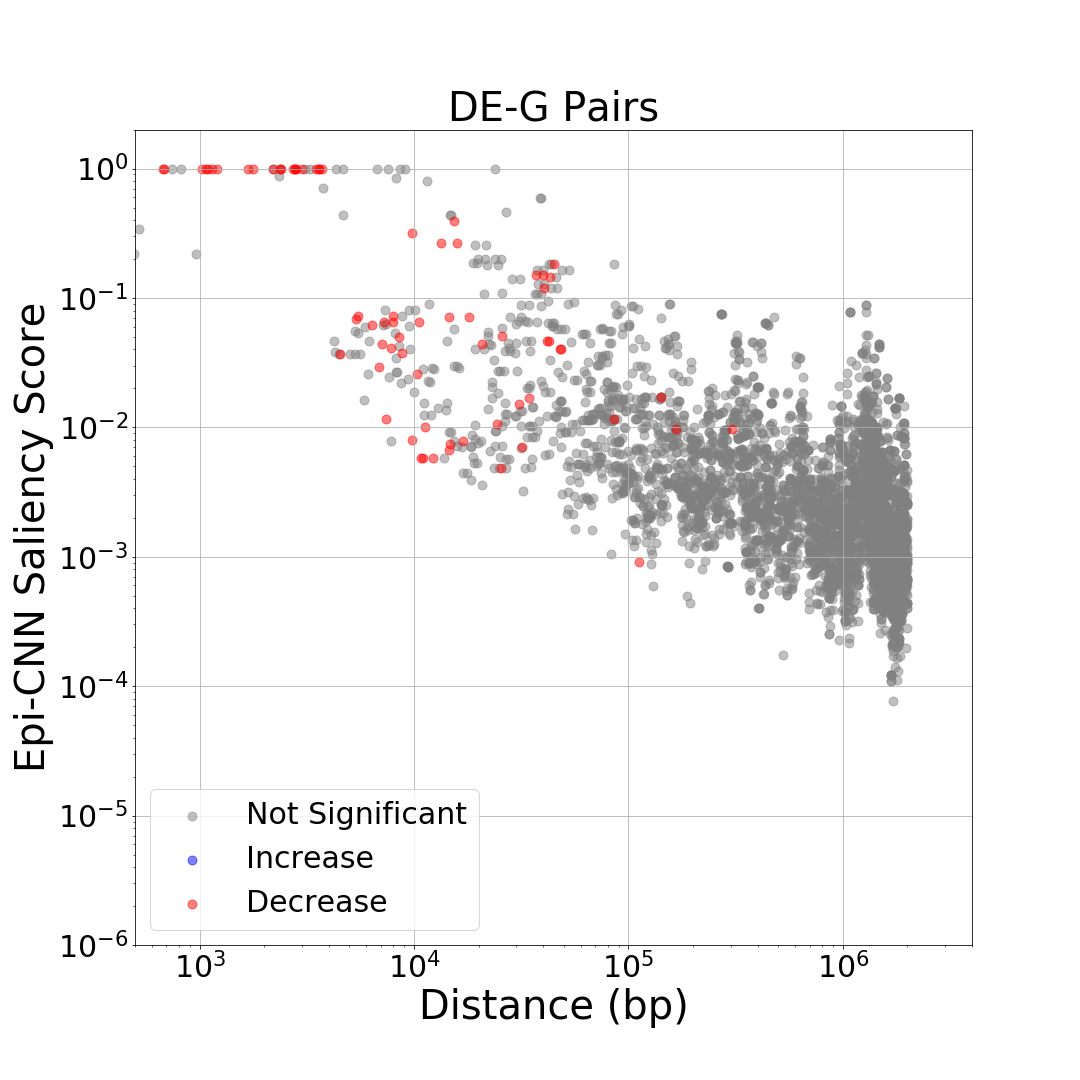 DE-G Pairs
Epi-CNN Saliency Score
10⁰
10⁻¹
10⁻²
10⁻³
10⁻⁴
10⁻⁵
10⁻⁶
Not Significant
Increase
Decrease
10³ 10⁴ 10⁵ 10⁶
Distance (bp)